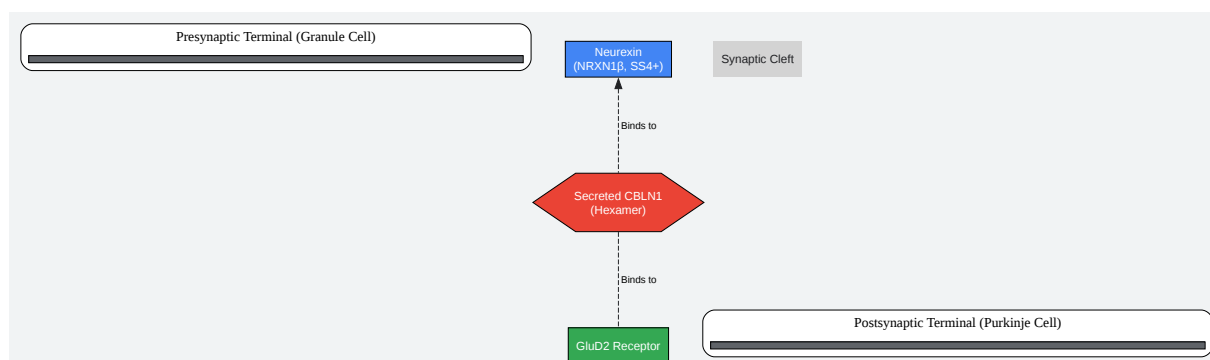 Presynaptic Terminal (Granule Cell)
Neurexin
(NRXN1β, SS4+)
Synaptic Cleft
Binds to
Secreted CBLN1
(Hexamer)
Binds to
Postsynaptic Terminal (Purkinje Cell)
GluD2 Receptor